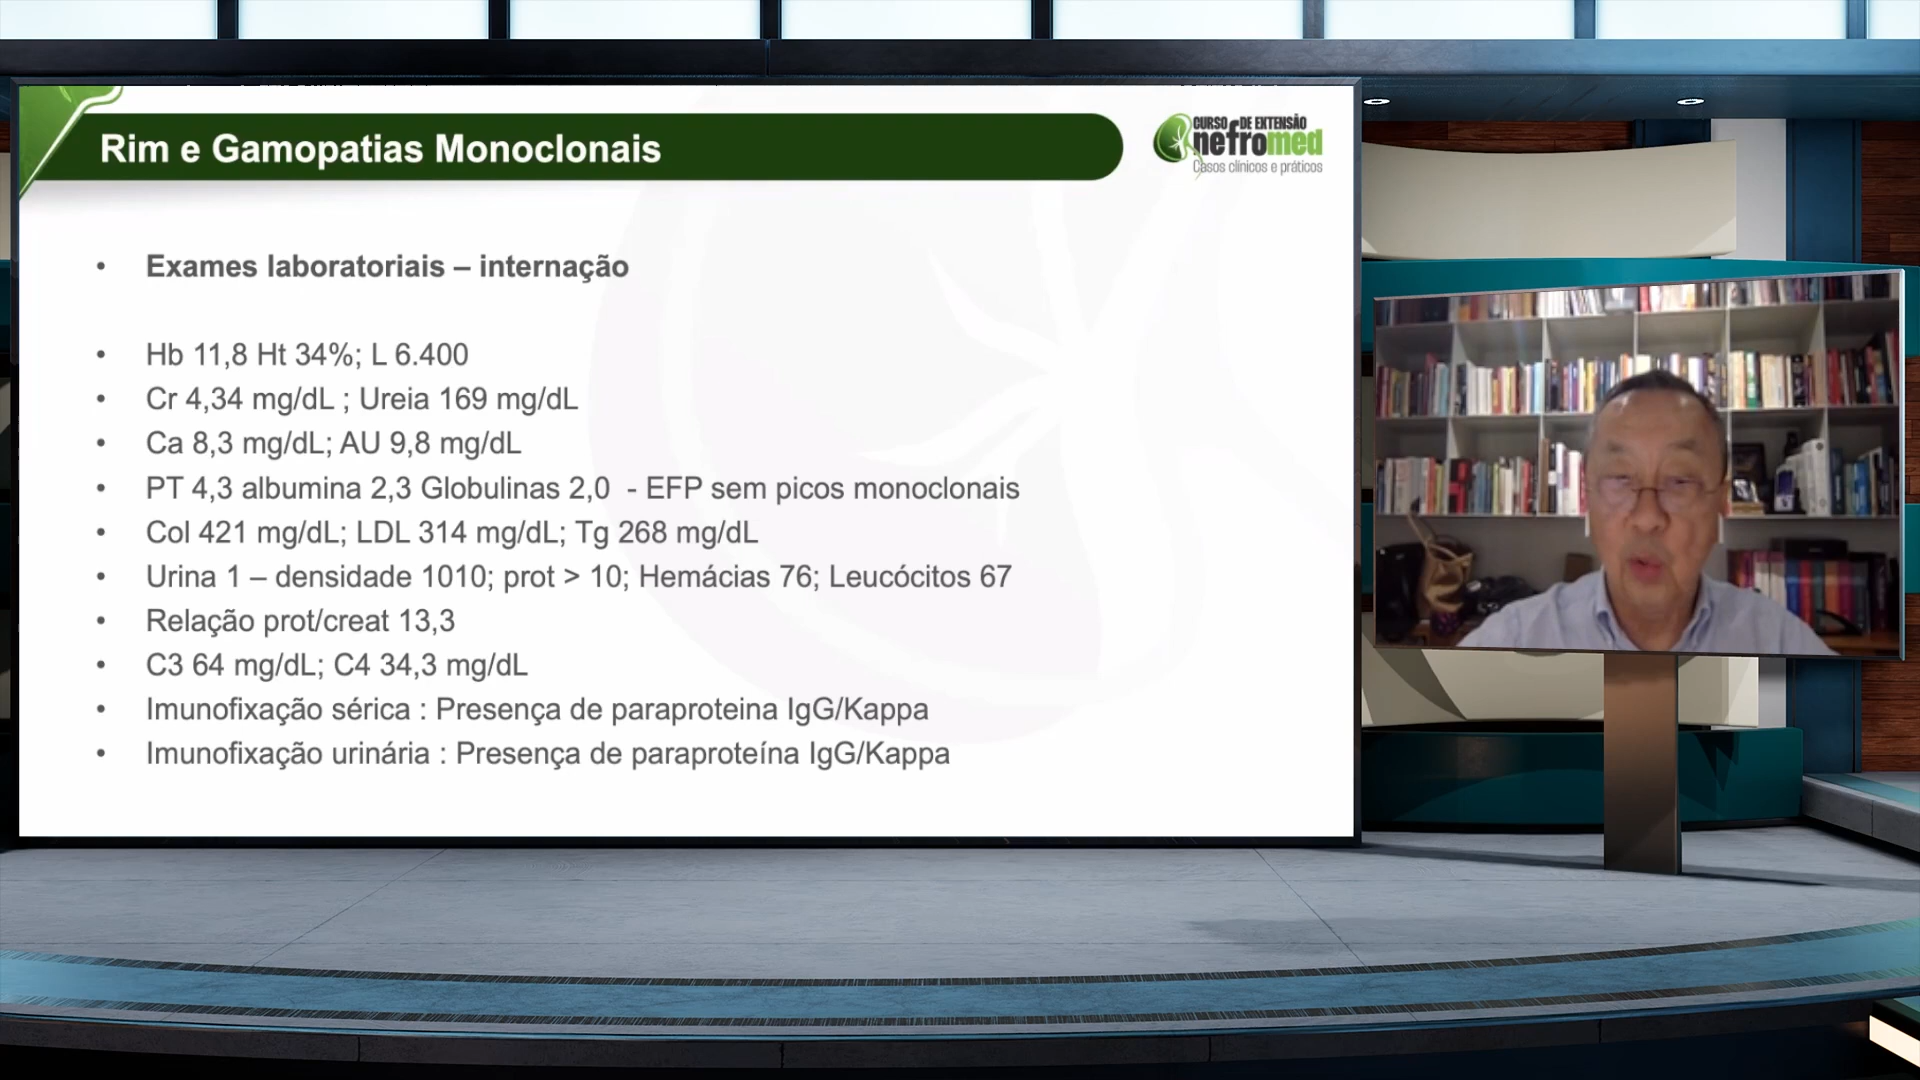 Rim e Gamopatias Monoclonais
CURSO DE EXTENSÃO
nefromed
Casos clínicos e práticos
• Exames laboratoriais – internação
• Hb 11,8 Ht 34%; L 6.400
• Cr 4,34 mg/dL ; Ureia 169 mg/dL
• Ca 8,3 mg/dL; AU 9,8 mg/dL
• PT 4,3 albumina 2,3 Globulinas 2,0 - EFP sem picos monoclonais
• Col 421 mg/dL; LDL 314 mg/dL; Tg 268 mg/dL
• Urina 1 – densidade 1010; prot > 10; Hemácias 76; Leucócitos 67
• Relação prot/creat 13,3
• C3 64 mg/dL; C4 34,3 mg/dL
• Imunofixação sérica : Presença de paraproteina IgG/Kappa
• Imunofixação urinária : Presença de paraproteína IgG/Kappa